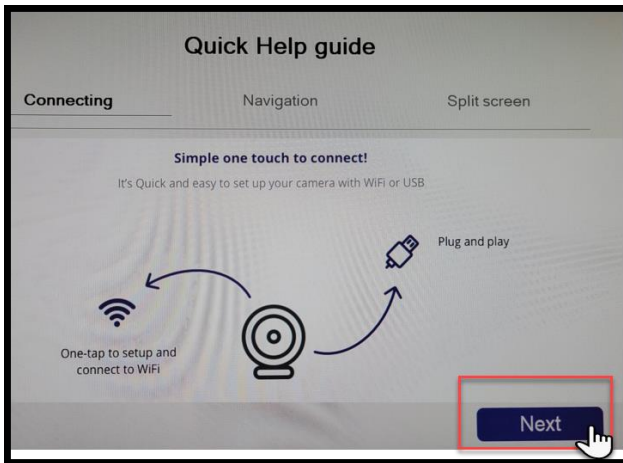 Quick Help guide
Connecting Navigation Split screen
Simple one touch to connect!
It's Quick and easy to set up your camera with WiFi or USB
Plug and play
One-tap to setup and
connect to WiFi
Next